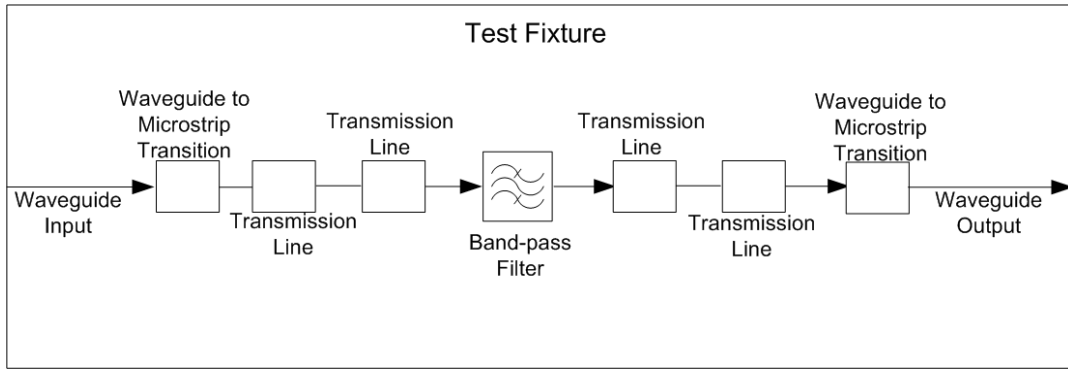 Test Fixture
Waveguide to
Microstrip
Transition
Transmission
Line
Transmission
Line
Waveguide to
Microstrip
Transition
Waveguide
Input
Transmission
Line
Band-pass
Filter
Transmission
Line
Waveguide
Output